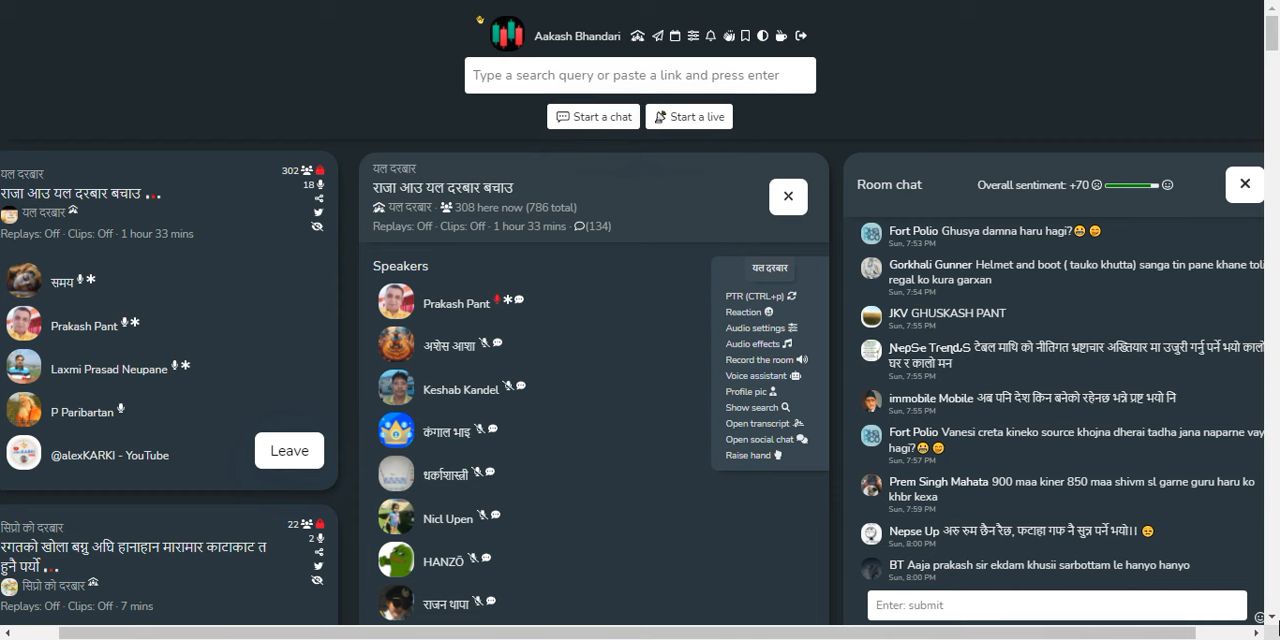 Aakash Bhandari
Type a search query or paste a link and press enter
Start a chat
Start a live
यल दरबार
302
राजा आउ यल दरबार बचाउ ...
18
यल दरबार
Replays: Off · Clips: Off · 1 hour 33 mins
समय
Prakash Pant
Laxmi Prasad Neupane
P Paribartan
@alexKARKI - YouTube
Leave
सिप्रो को दरबार
22
रगतको खोला बग्नु अघि हानाहान मारामार काटाकाट त
2
हुनै पर्यो ...
सिप्रो को दरबार
Replays: Off · Clips: Off · 7 mins
यल दरबार
राजा आउ यल दरबार बचाउ
यल दरबार · 308 here now (786 total)
Replays: Off · Clips: Off · 1 hour 33 mins · (134)
Speakers
Prakash Pant
अशेस आशा
Keshab Kandel
कंगाल भाइ
धर्काशास्त्री
Nicl Upen
HANZŌ
राजन थापा
यल दरबार
PTR (CTRL+p)
Reaction
Audio settings
Audio effects
Record the room
Voice assistant
Profile pic
Show search
Open transcript
Open social chat
Raise hand
Room chat
Overall sentiment: +70
Fort Polio Ghusya damna haru hagi?😀 😊
Sun, 7:53 PM
Gorkhali Gunner Helmet and boot ( tauko khutta) sanga tin pane khane toli
regal ko kura garxan
Sun, 7:54 PM
JKV GHUSKASH PANT
Sun, 7:55 PM
NepSe TrendS टेबल माथि को नीतिगत भ्रष्टाचार अख्तियार मा उजुरी गर्नु पर्ने भयो कालो
घर र कालो मन
Sun, 7:55 PM
immobile Mobile अब पनि देश किन बनेको रहेनछ भन्ने प्रष्ट भयो नि
Sun, 7:55 PM
Fort Polio Vanesi creta kineko source khojna dherai tadha jana naparne vay
hagi?😀 😊
Sun, 7:57 PM
Prem Singh Mahata 900 maa kiner 850 maa shivm sl garne guru haru ko
khbr kexa
Sun, 7:59 PM
Nepse Up अरु रुम छैन रैछ, फटाहा गफ नै सुन्न पर्ने भयो।। 😒
Sun, 8:00 PM
BT Aaja prakash sir ekdam khusii sarbottam le hanyo hanyo
Sun, 8:00 PM
Enter: submit